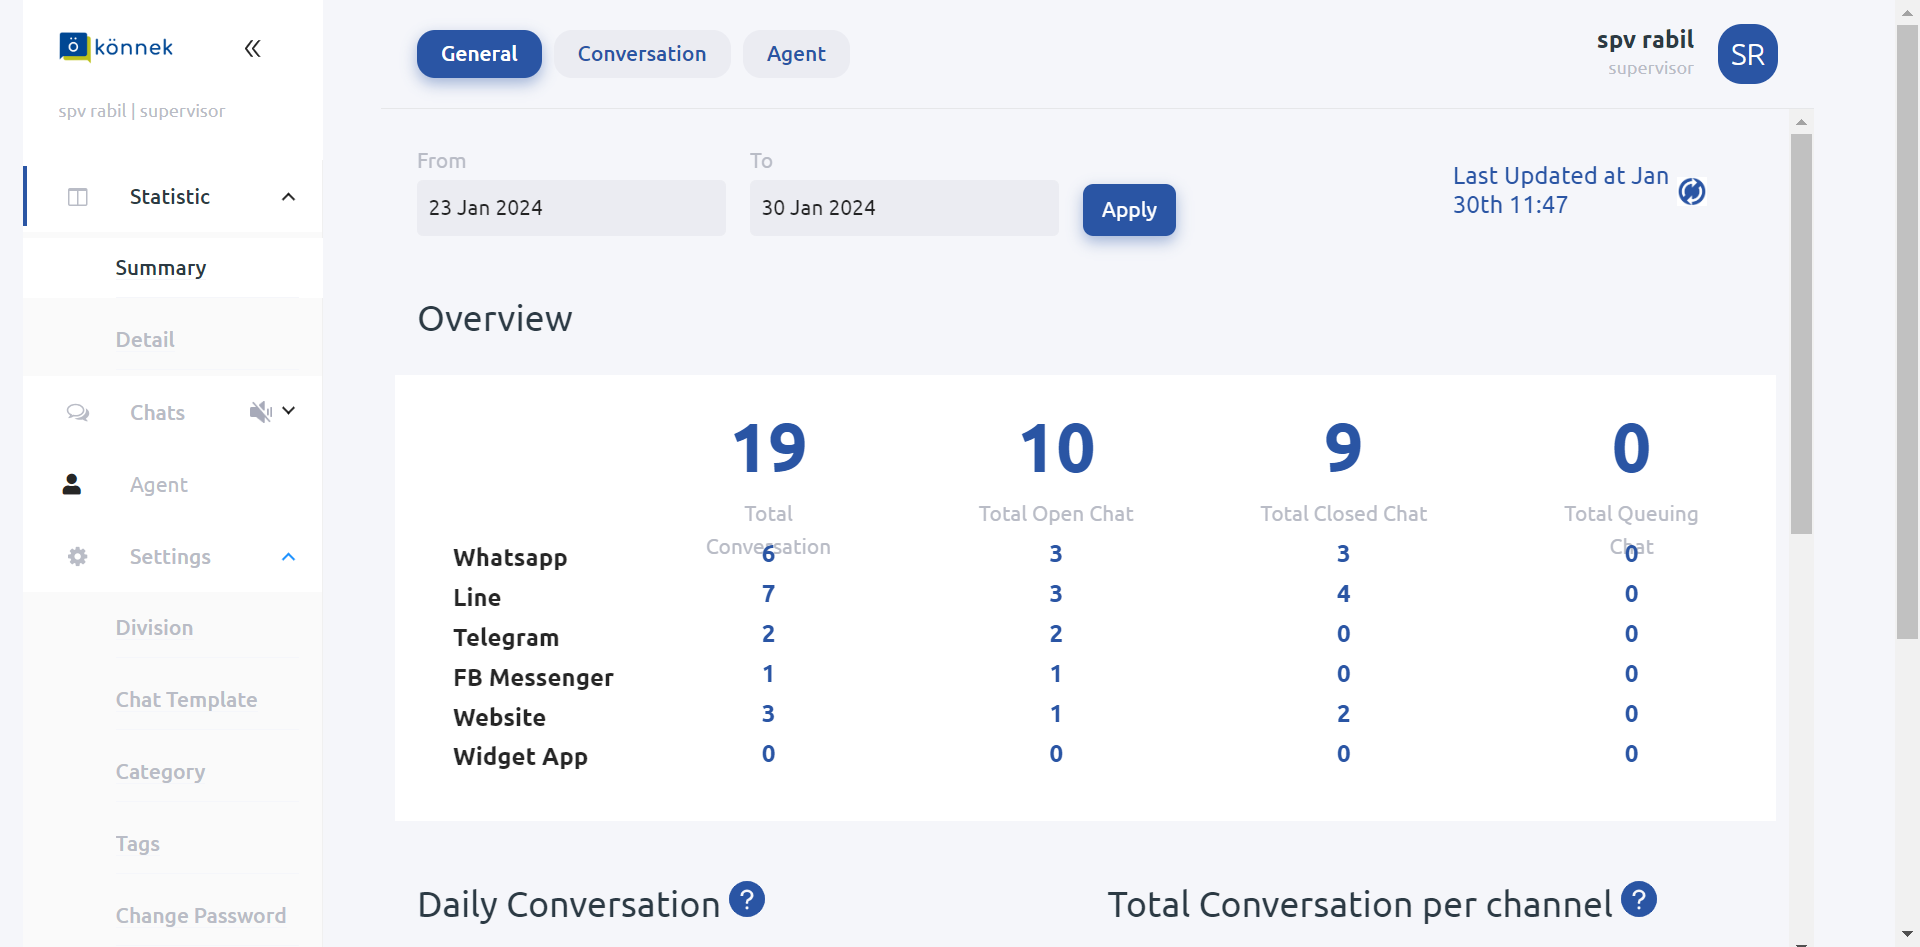 ö könnek
spv rabil | supervisor
Statistic
Summary
Detail
Chats
Agent
Settings
Division
Chat Template
Category
Tags
Change Password
General Conversation Agent
spv rabil
supervisor
SR
From To
23 Jan 2024 30 Jan 2024 Apply
Last Updated at Jan
30th 11:47
Overview
19 10 9 0
Total Total Open Chat Total Closed Chat Total Queuing
Conversation Chat
Whatsapp 6 3 3 0
Line 7 3 4 0
Telegram 2 2 0 0
FB Messenger 1 1 0 0
Website 3 1 2 0
Widget App 0 0 0 0
Daily Conversation ? Total Conversation per channel ?